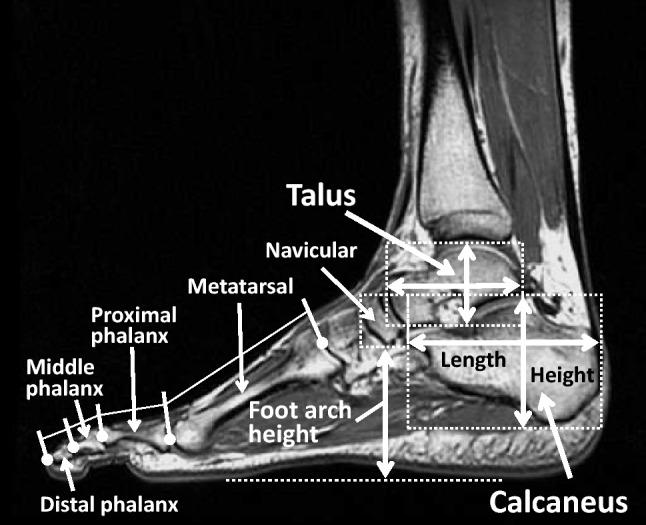 Talus
Navicular
Metatarsal
Proximal
phalanx
Middle
phalanx
Length
Height
Foot arch
height
Distal phalanx
Calcaneus